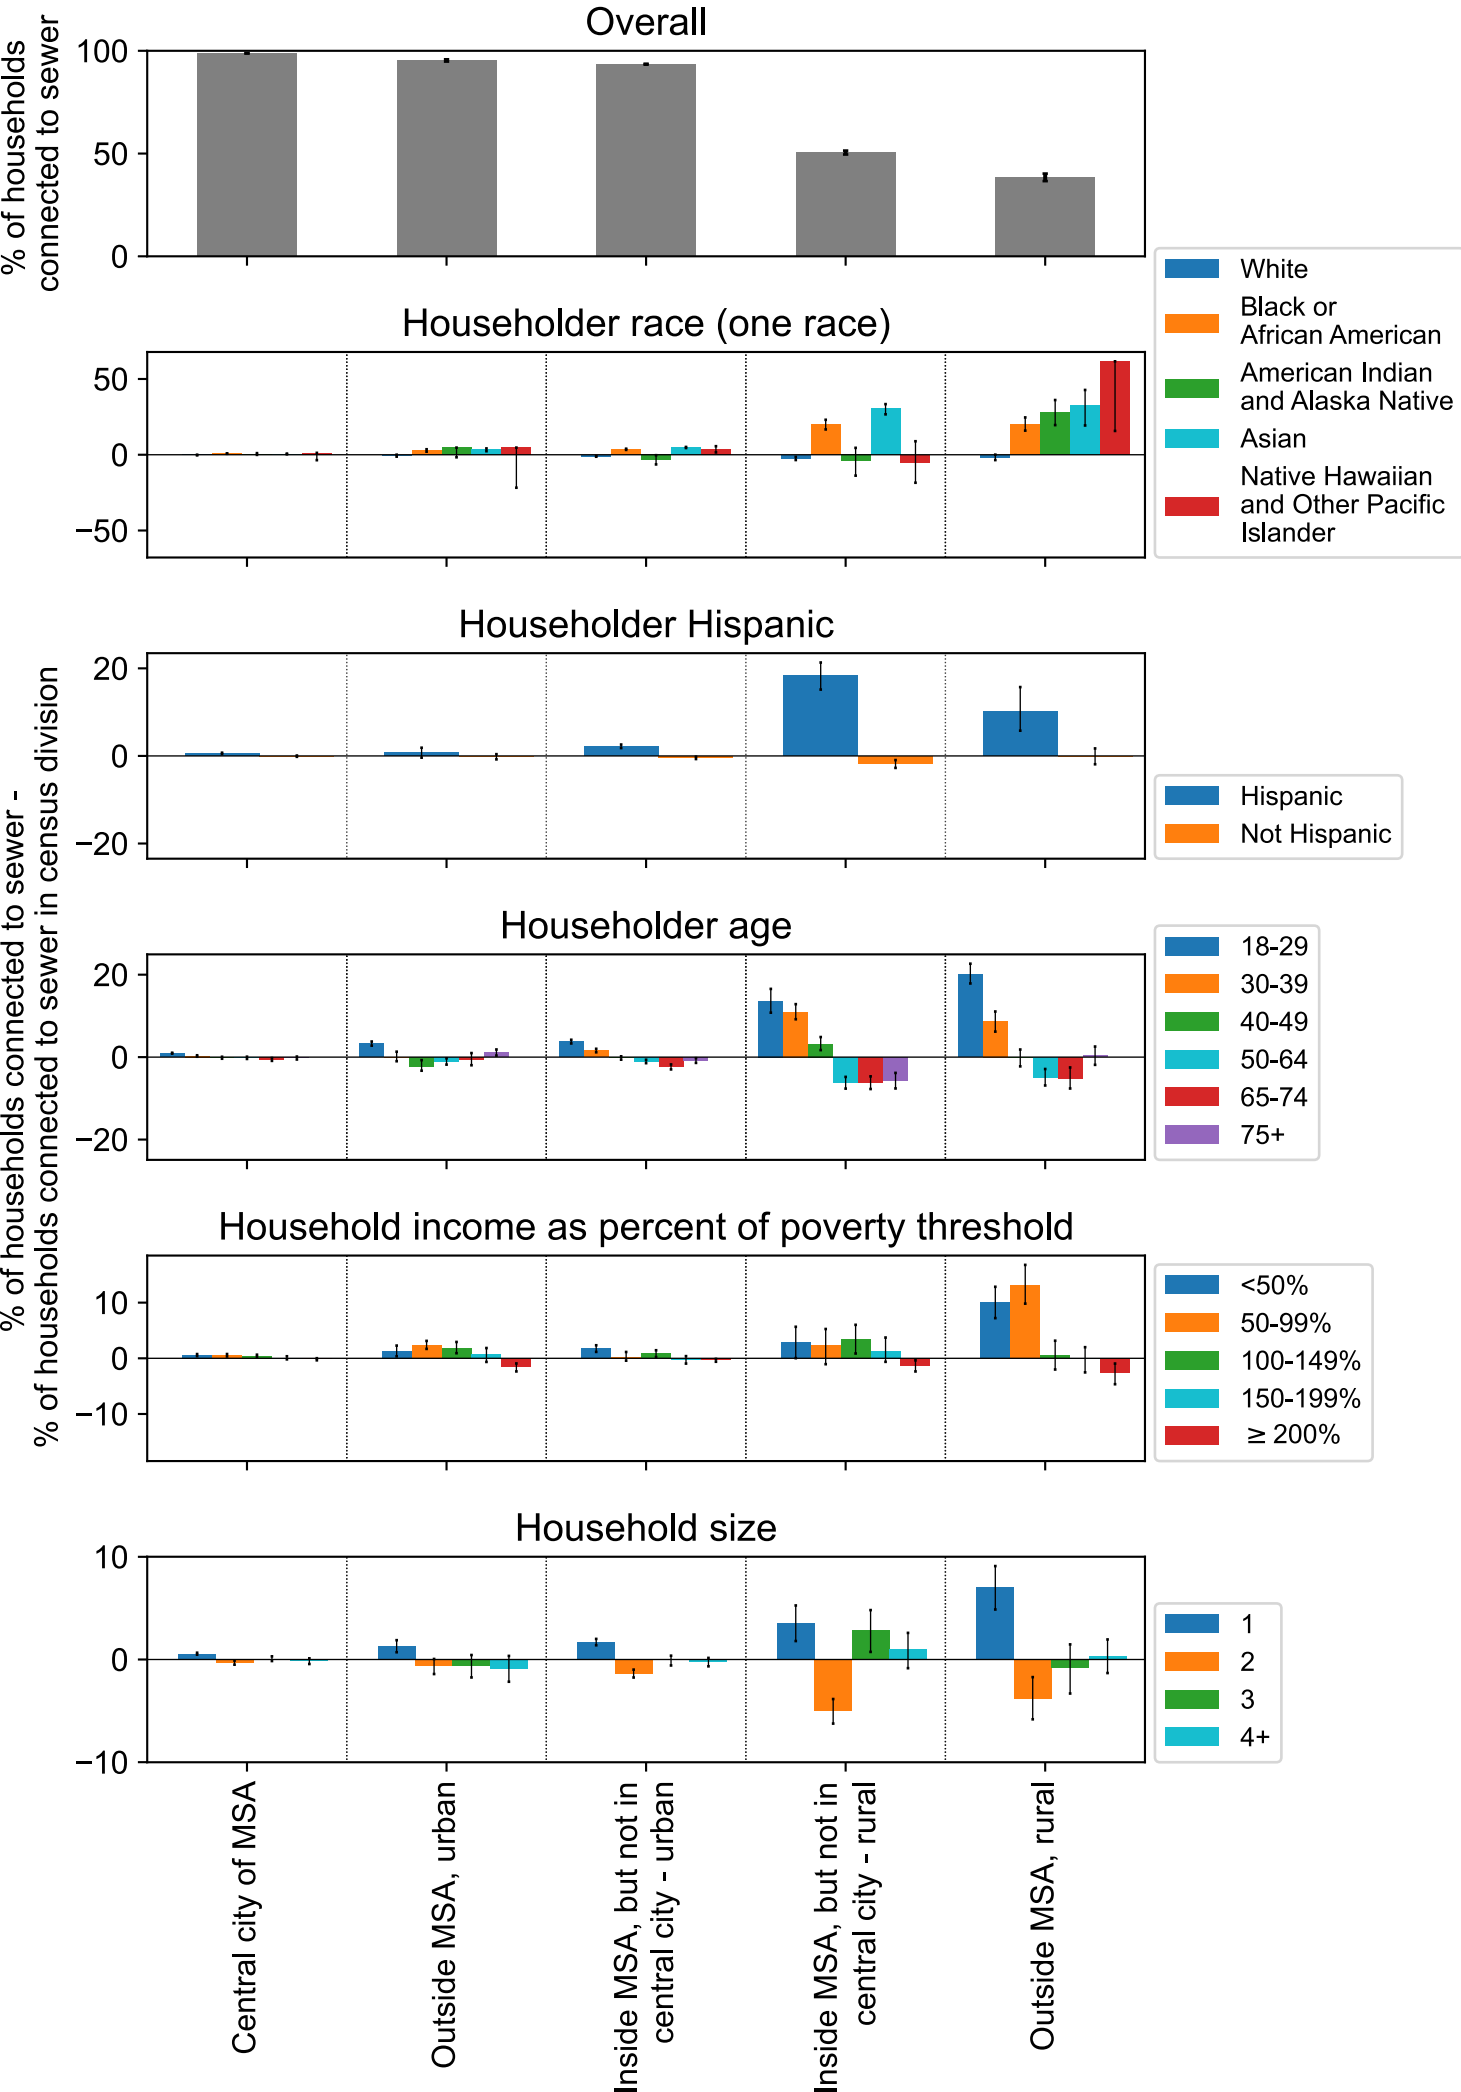 Overall
% of households
connected to sewer
100
50
0
White
Black or
African American
American Indian
and Alaska Native
Asian
Native Hawaiian
and Other Pacific
Islander
Householder race (one race)
50
0
−50
% of households connected to sewer -
% of households connected to sewer in census division
Householder Hispanic
20
0
−20
Hispanic
Not Hispanic
Householder age
20
0
−20
18-29
30-39
40-49
50-64
65-74
75+
Household income as percent of poverty threshold
10
0
−10
<50%
50-99%
100-149%
150-199%
≥ 200%
Household size
10
0
−10
1
2
3
4+
Central city of MSA
Outside MSA, urban
Inside MSA, but not in
central city - urban
Inside MSA, but not in
central city - rural
Outside MSA, rural